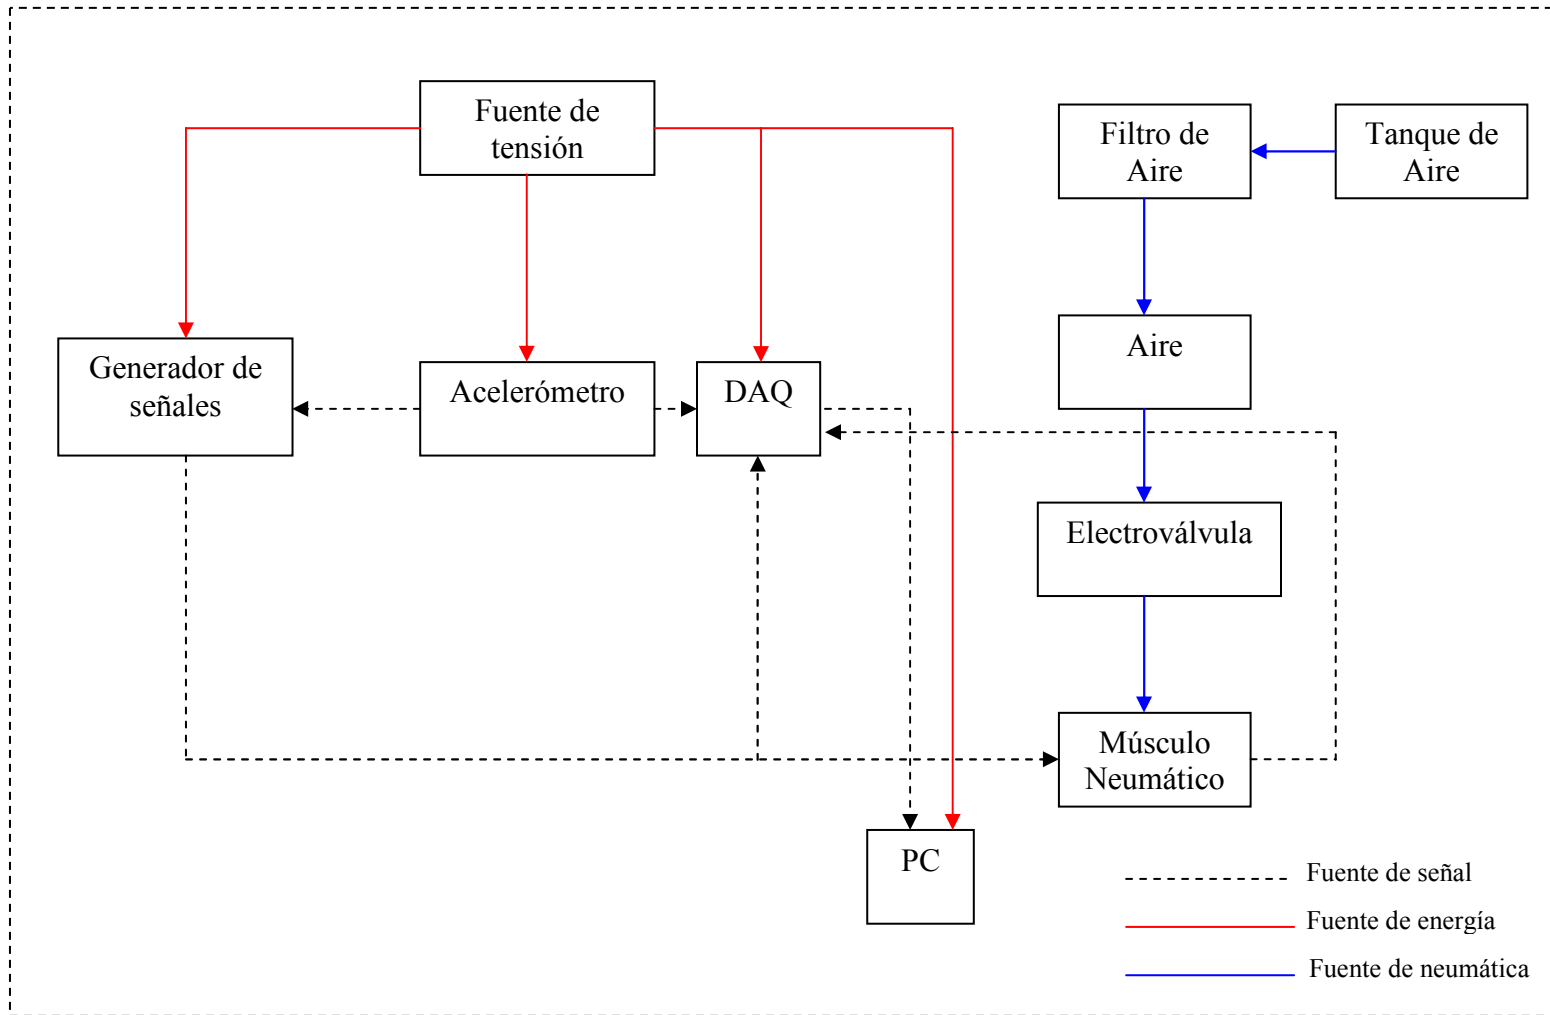 Fuente de
tensión
Filtro de
Aire
Tanque de
Aire
Generador de
señales
Acelerómetro
DAQ
Aire
Electroválvula
Músculo
Neumático
PC
Fuente de señal
Fuente de energía
Fuente de neumática